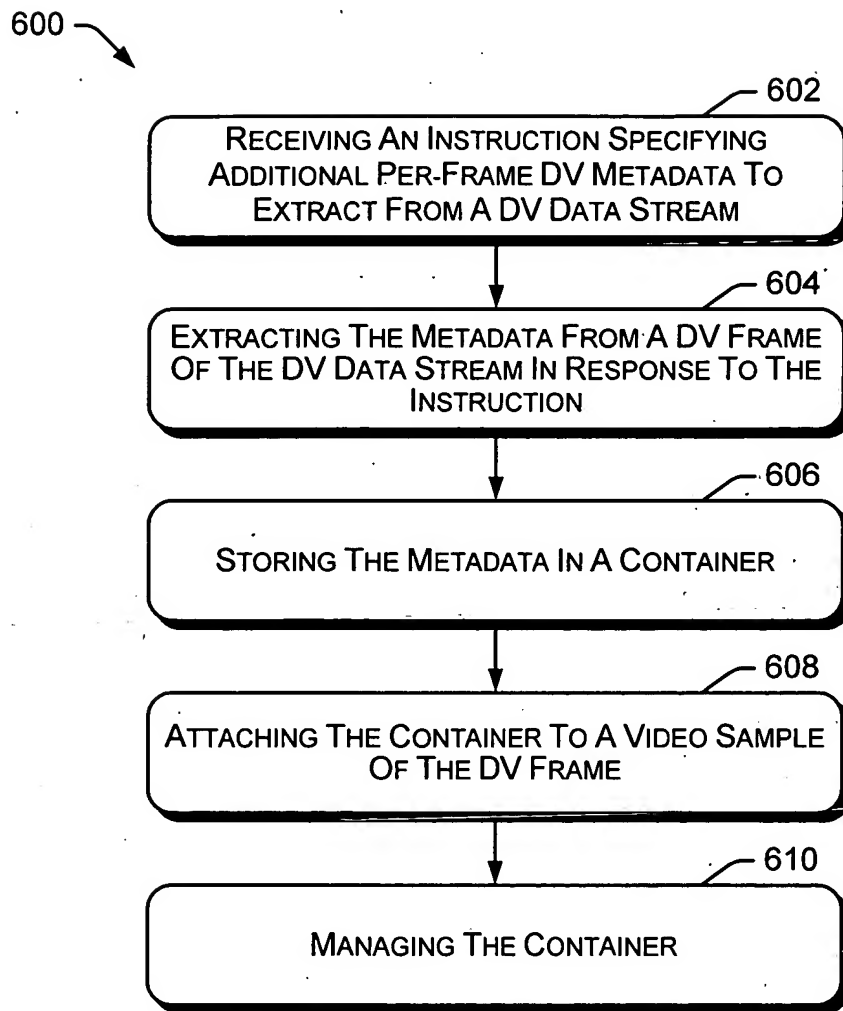 600
602
RECEIVING AN INSTRUCTION SPECIFYING
ADDITIONAL PER-FRAME DV METADATA TO
EXTRACT FROM A DV DATA STREAM
604
EXTRACTING THE METADATA FROM A DV FRAME
OF THE DV DATA STREAM IN RESPONSE TO THE
INSTRUCTION
606
STORING THE METADATA IN A CONTAINER
608
ATTACHING THE CONTAINER TO A VIDEO SAMPLE
OF THE DV FRAME
610
MANAGING THE CONTAINER